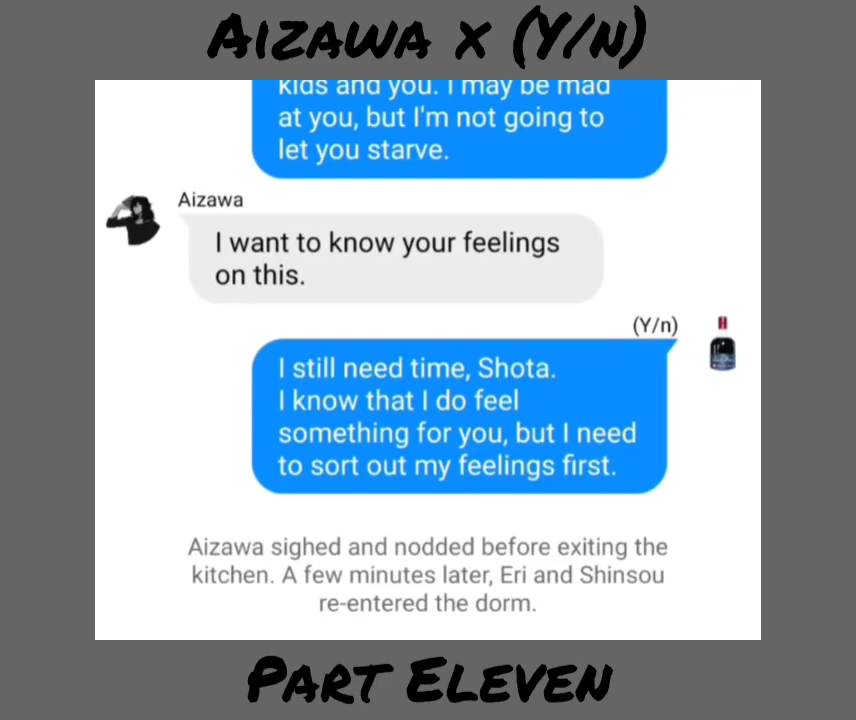 Aizawa x (Y/n)
kids and you. I may be mad
at you, but I'm not going to
let you starve.
Aizawa
I want to know your feelings
on this.
(Y/n)
I still need time, Shota.
I know that I do feel
something for you, but I need
to sort out my feelings first.
Aizawa sighed and nodded before exiting the
kitchen. A few minutes later, Eri and Shinsou
re-entered the dorm.
Part Eleven